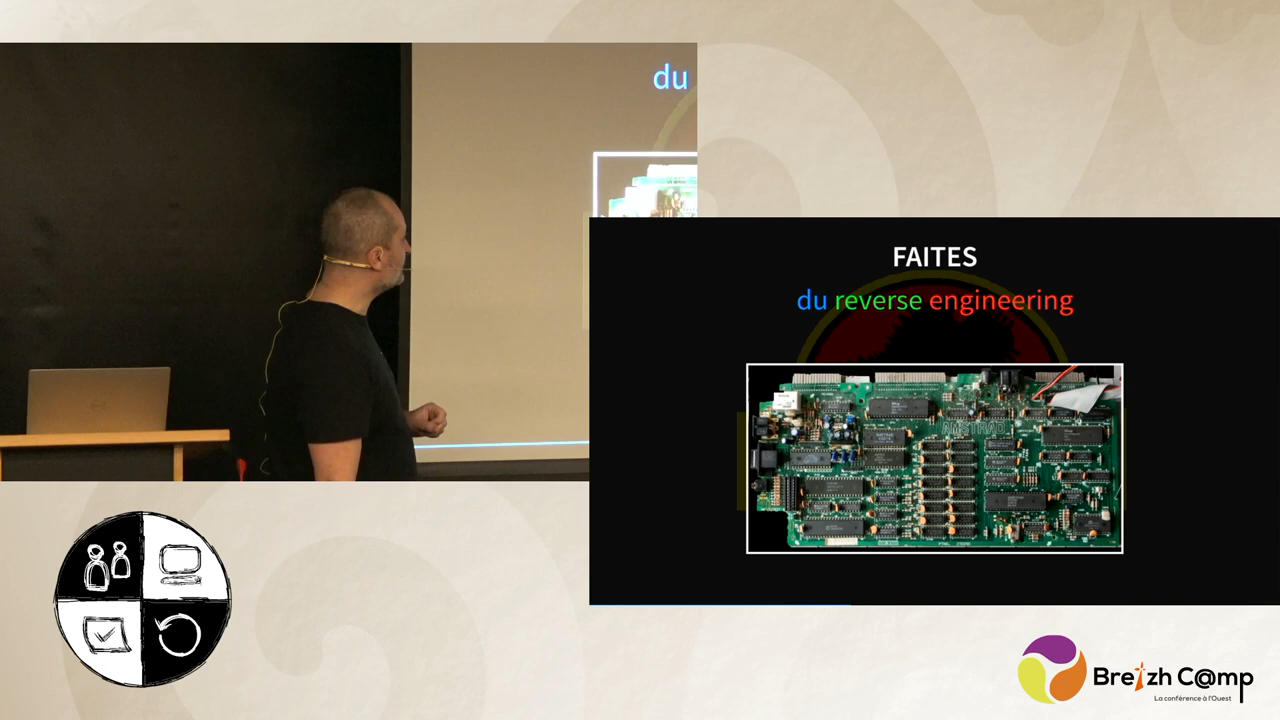 du
FAITES
du reverse engineering
AMSTRAD
Breizh C@mp
La conférence à l'Ouest